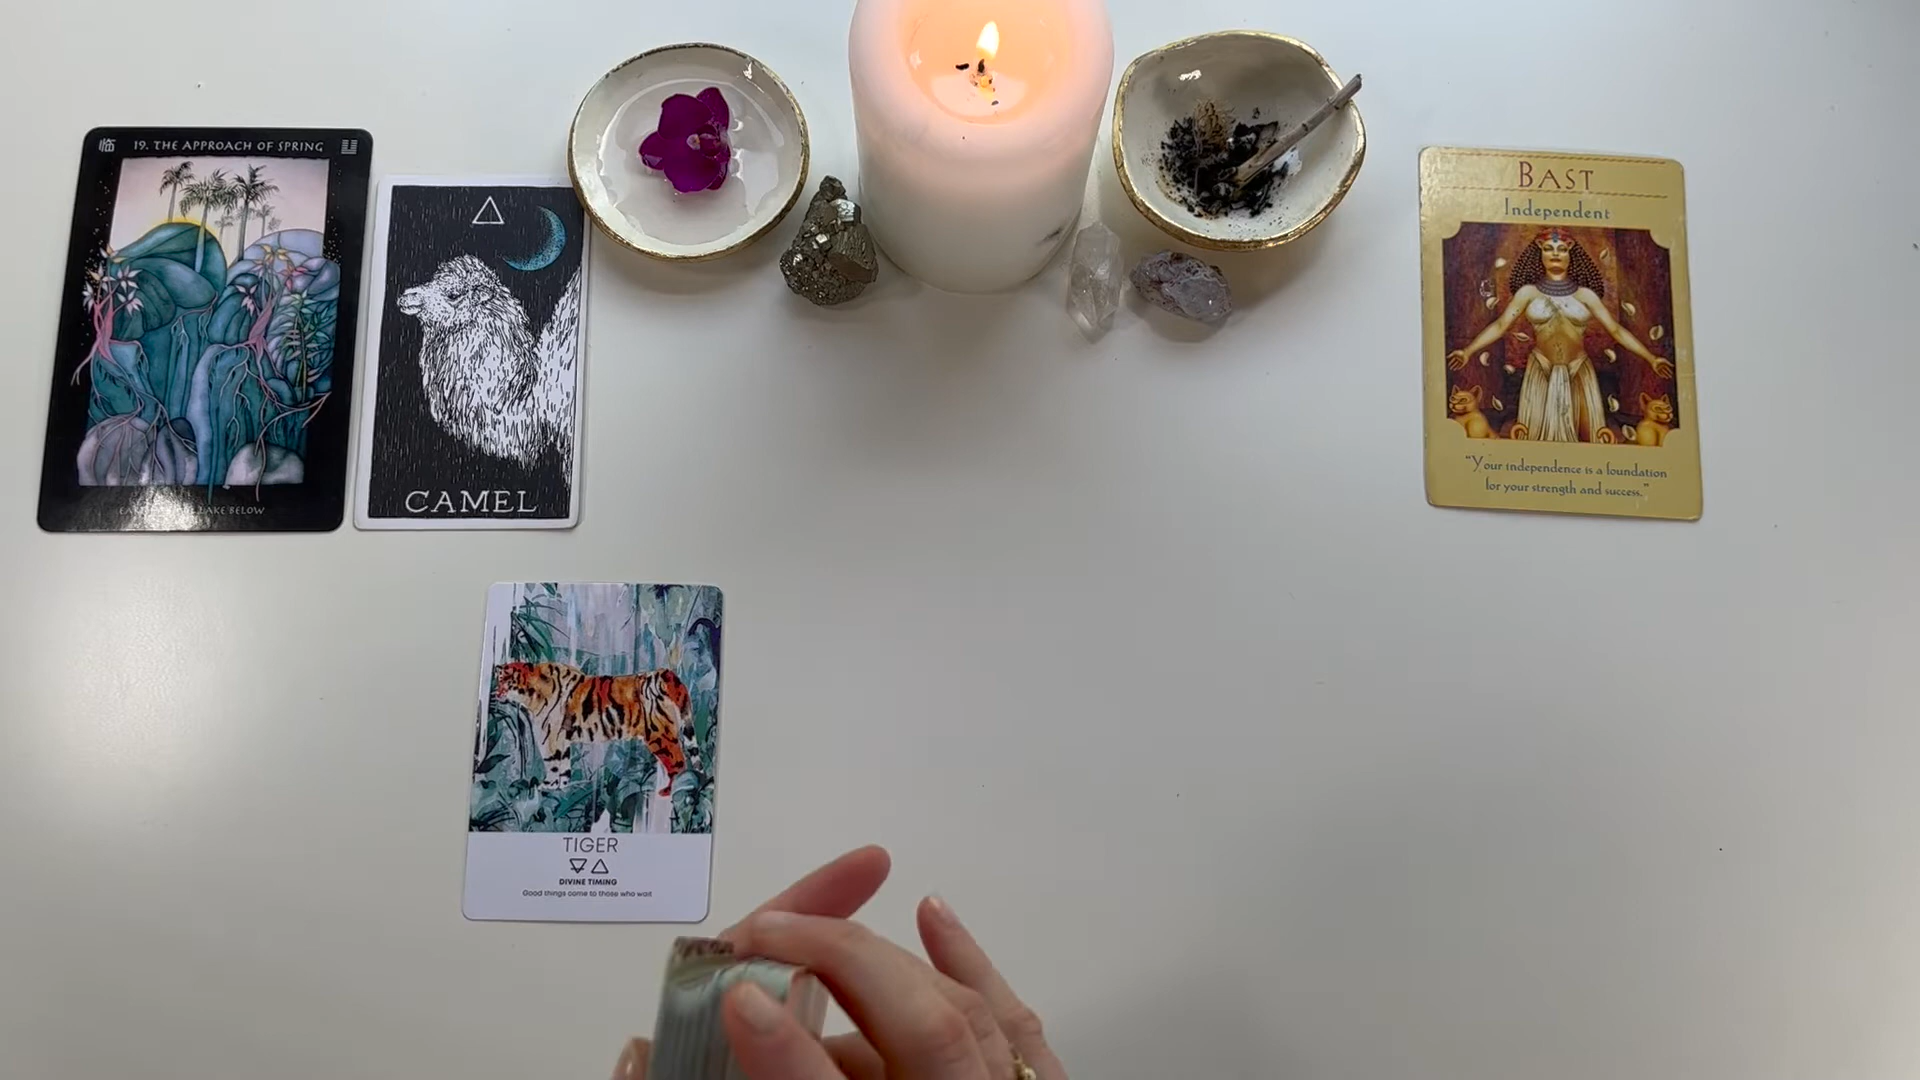 臨 19. THE APPROACH OF SPRING
LAKE BELOW
CAMEL
BAST
Independent
"Your independence is a foundation
for your strength and success."
TIGER
DIVINE TIMING
Good things come to those who wait